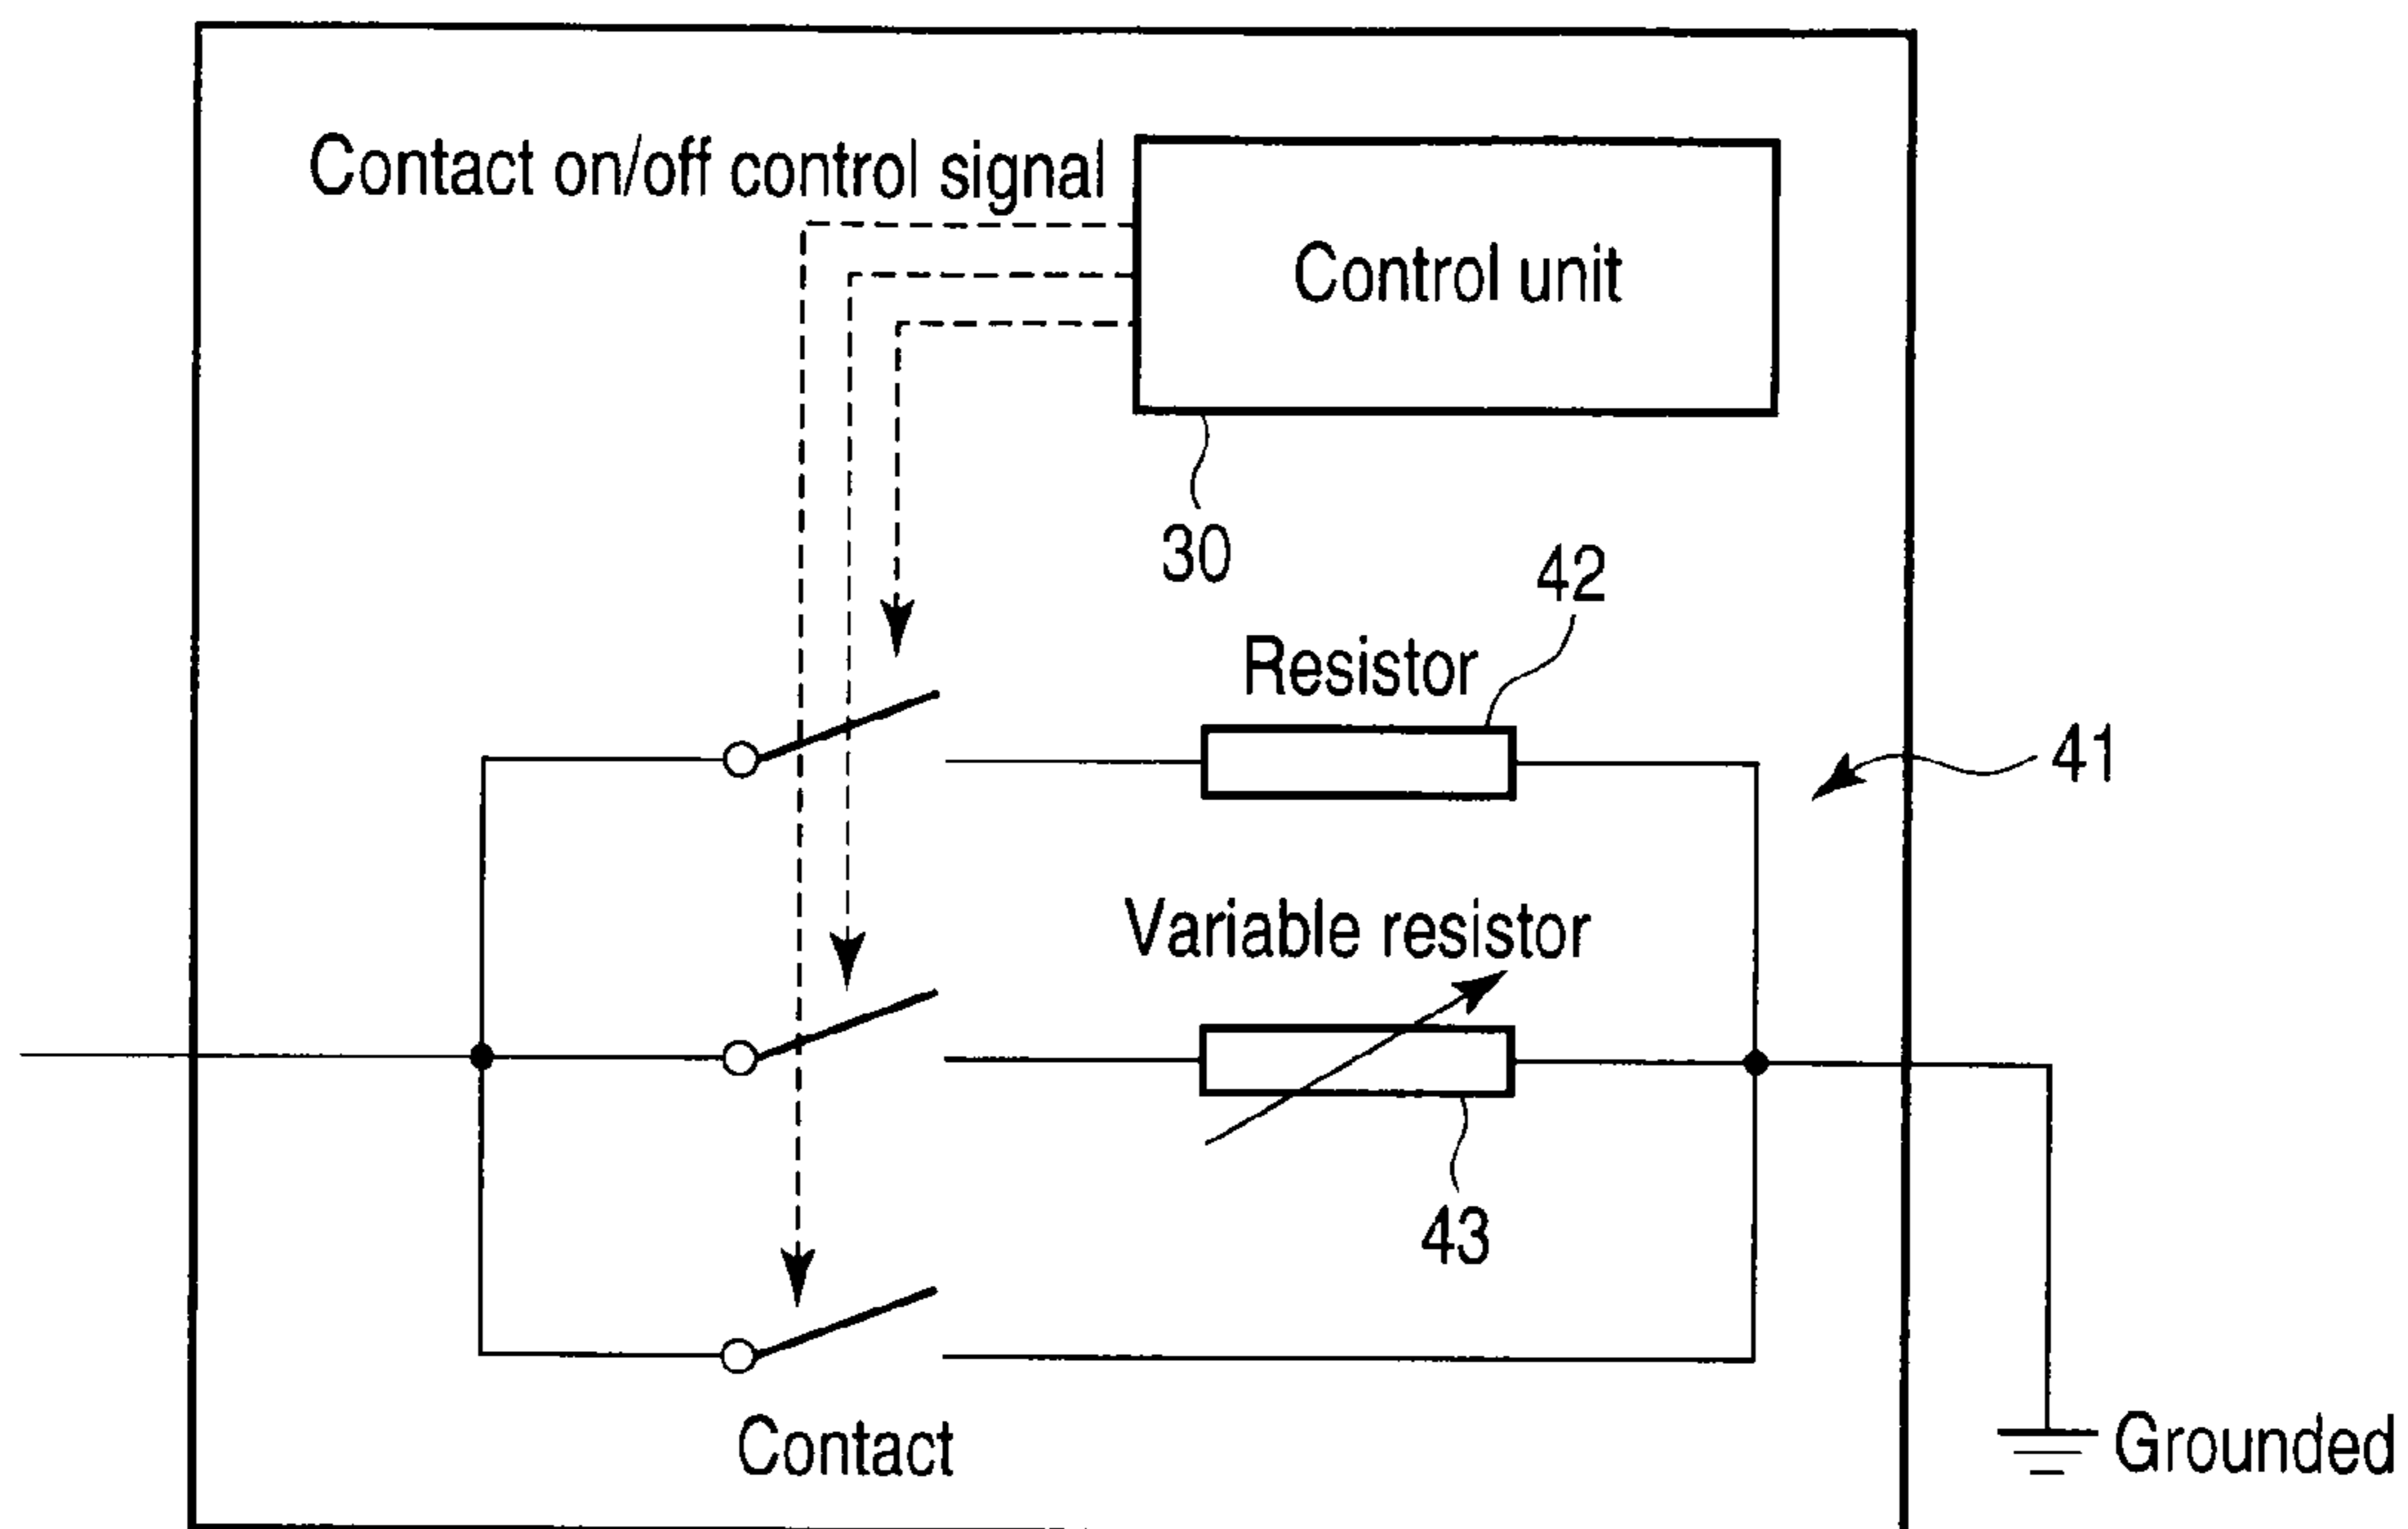 Contact on/off control signal
Control unit
30
42
Resistor
41
Variable resistor
43
Contact
Grounded